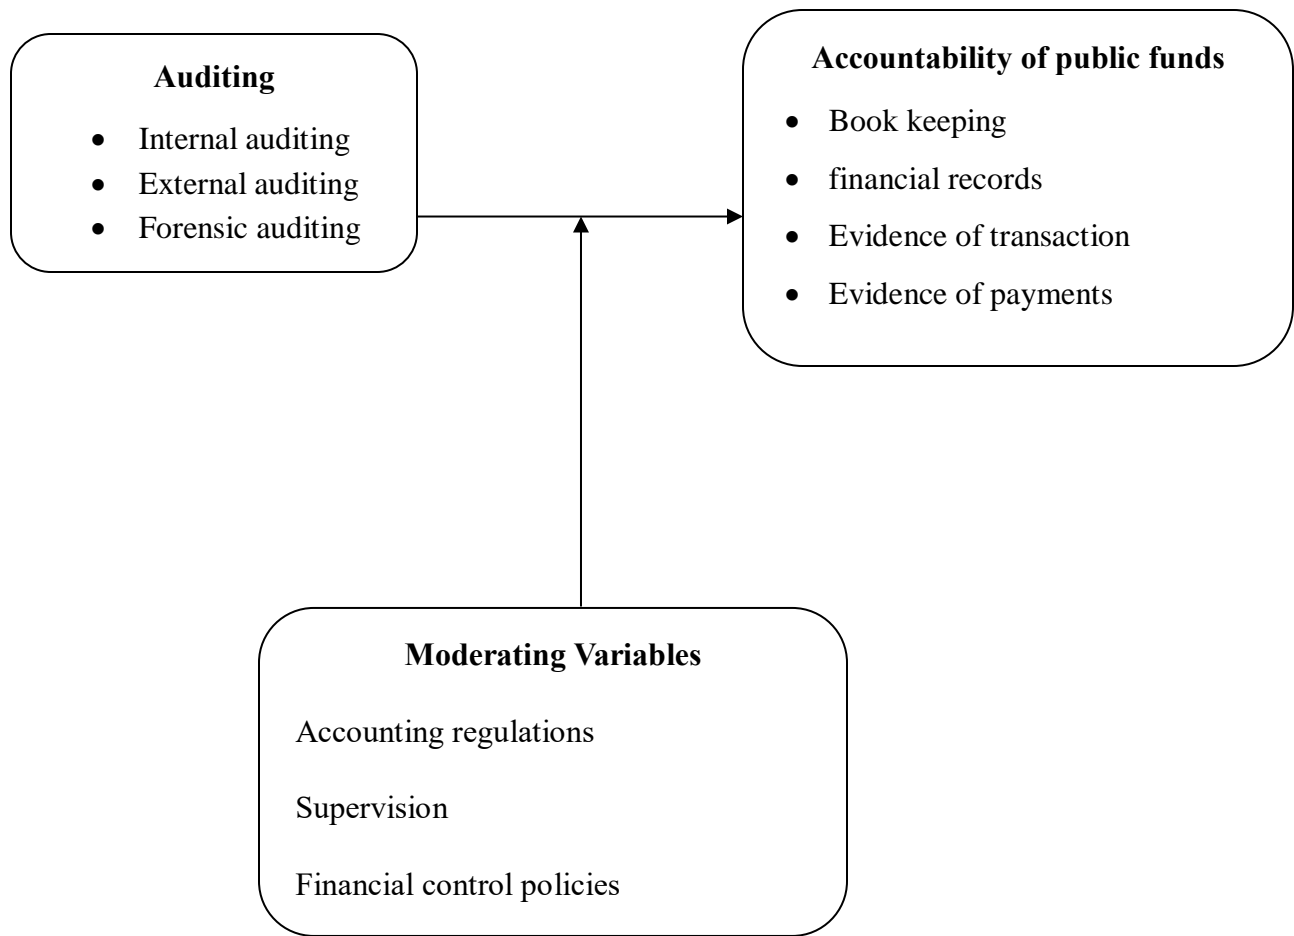 Auditing
• Internal auditing
• External auditing
• Forensic auditing
Accountability of public funds
• Book keeping
• financial records
• Evidence of transaction
• Evidence of payments
Moderating Variables
Accounting regulations
Supervision
Financial control policies